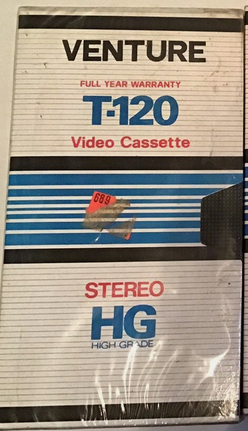 VENTURE
FULL YEAR WARRANTY
T-120
Video Cassette
STEREO
HG
HIGH GRADE